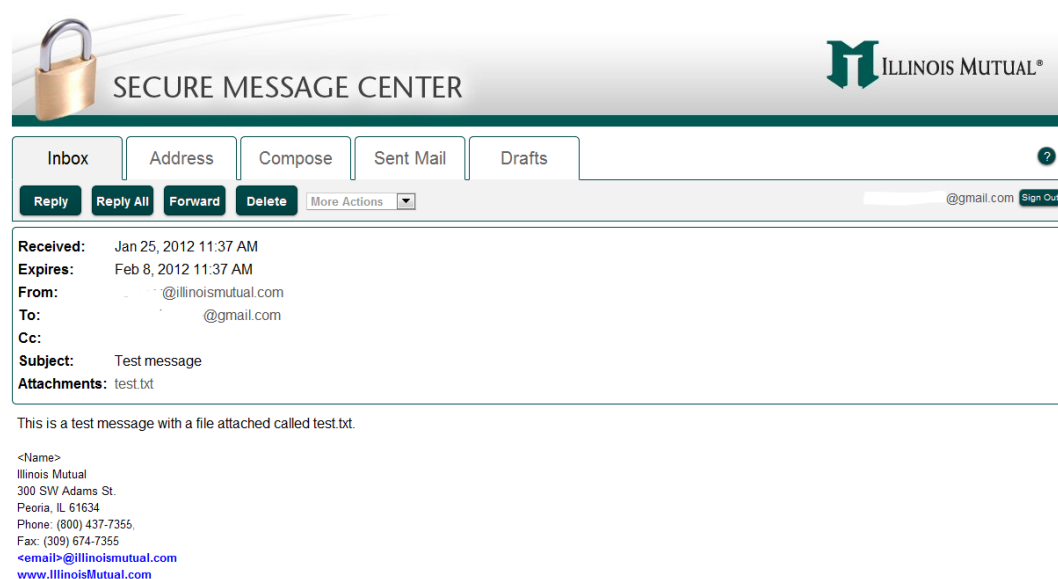 SECURE MESSAGE CENTER
ILLINOIS MUTUAL®
Inbox Address Compose Sent Mail Drafts ?
Reply Reply All Forward Delete More Actions @gmail.com Sign Out
Received: Jan 25, 2012 11:37 AM
Expires: Feb 8, 2012 11:37 AM
From: @illinoismutual.com
To: @gmail.com
Cc:
Subject: Test message
Attachments: test.txt
This is a test message with a file attached called test.txt.
<Name>
Illinois Mutual
300 SW Adams St.
Peoria, IL 61634
Phone: (800) 437-7355,
Fax: (309) 674-7355
<email>@illinoismutual.com
www.IllinoisMutual.com